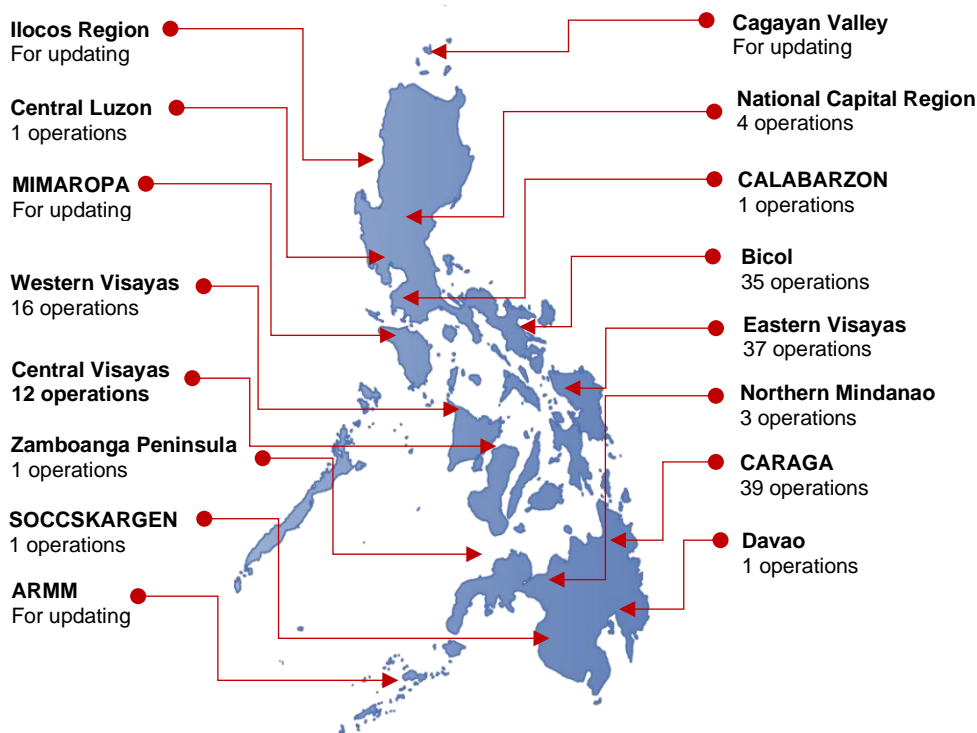 Ilocos Region
For updating
Central Luzon
1 operations
MIMAROPA
For updating
Western Visayas
16 operations
Central Visayas
12 operations
Zamboanga Peninsula
1 operations
SOCCSKARGEN
1 operations
ARMM
For updating
Cagayan Valley
For updating
National Capital Region
4 operations
CALABARZON
1 operations
Bicol
35 operations
Eastern Visayas
37 operations
Northern Mindanao
3 operations
CARAGA
39 operations
Davao
1 operations